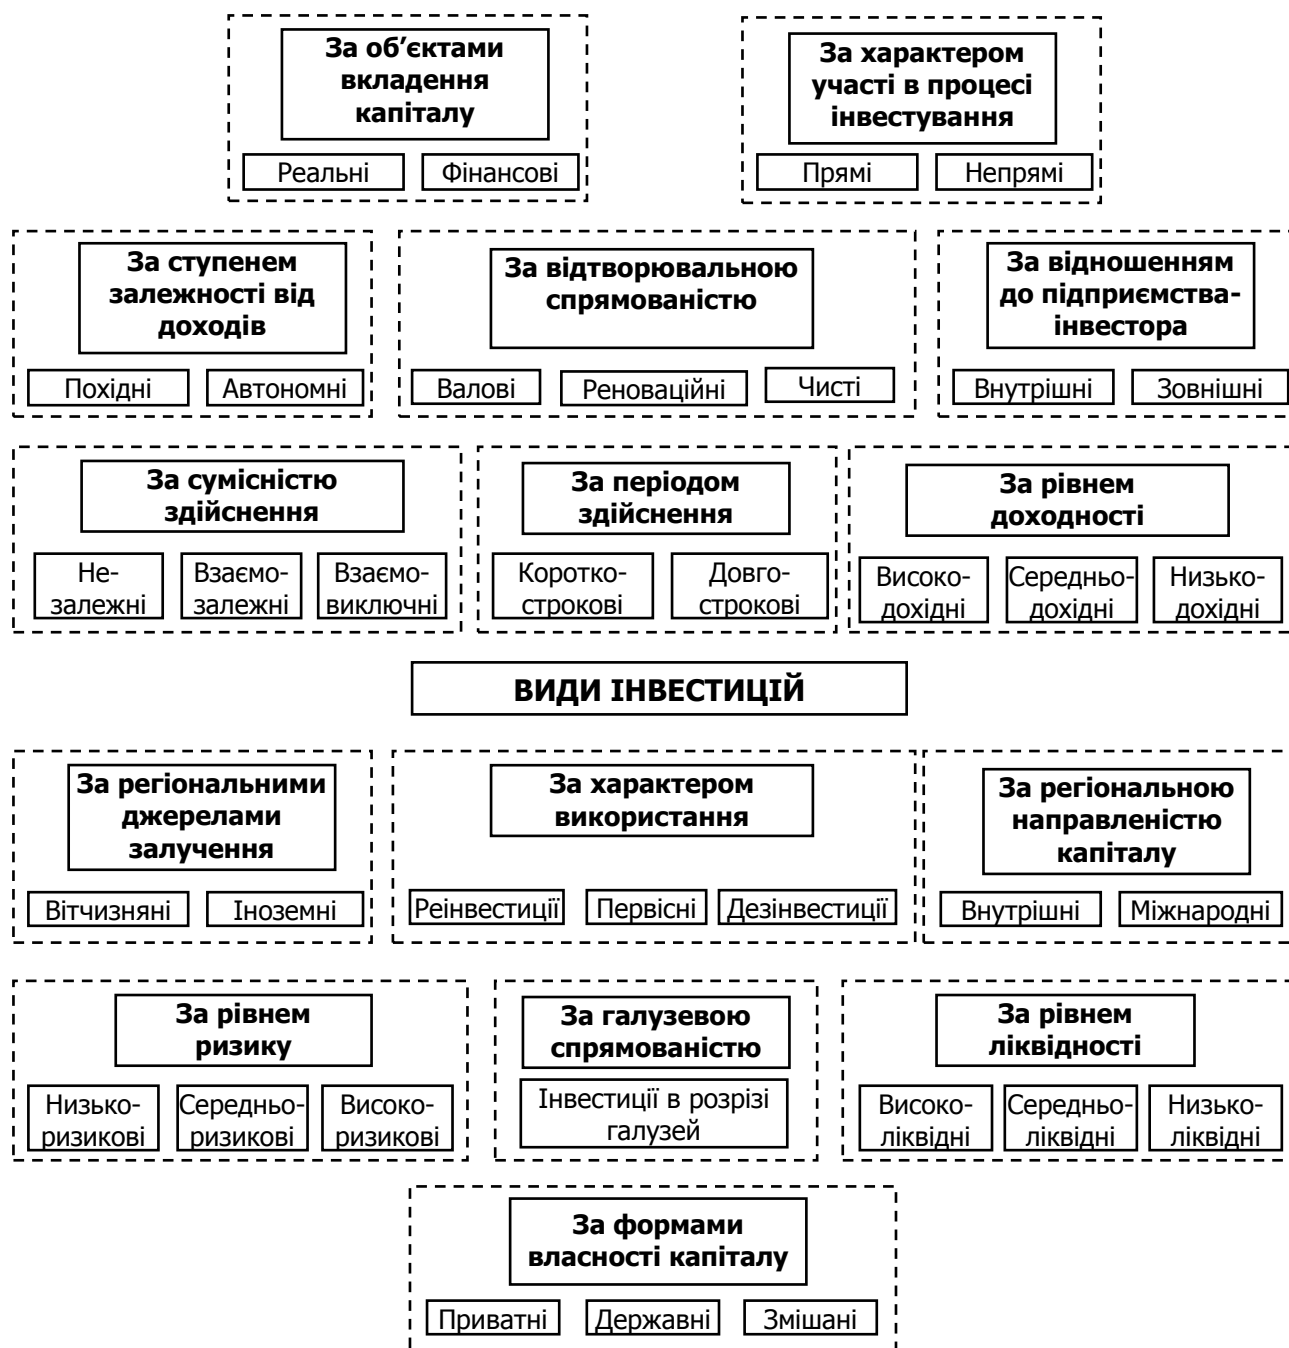 За об’єктами
вкладення
капіталу
Реальні
Фінансові
За характером
участі в процесі
інвестування
Прямі
Непрямі
За ступенем
залежності від
доходів
Похідні
Автономні
За відтворювальною
спрямованістю
Валові
Реноваційні
Чисті
За відношенням
до підприємства-
інвестора
Внутрішні
Зовнішні
За сумісністю
здійснення
Не-
залежні
Взаємо-
залежні
Взаємо-
виключні
За періодом
здійснення
Коротко-
строкові
Довго-
строкові
За рівнем
доходності
Високо-
дохідні
Середньо-
дохідні
Низько-
дохідні
ВИДИ ІНВЕСТИЦІЙ
За регіональними
джерелами
залучення
Вітчизняні
Іноземні
За характером
використання
Реінвестиції
Первісні
Дезінвестиції
За регіональною
направленістю
капіталу
Внутрішні
Міжнародні
За рівнем
ризику
Низько-
ризикові
Середньо-
ризикові
Високо-
ризикові
За галузевою
спрямованістю
Інвестиції в розрізі
галузей
За рівнем
ліквідності
Високо-
ліквідні
Середньо-
ліквідні
Низько-
ліквідні
За формами
власності капіталу
Приватні
Державні
Змішані